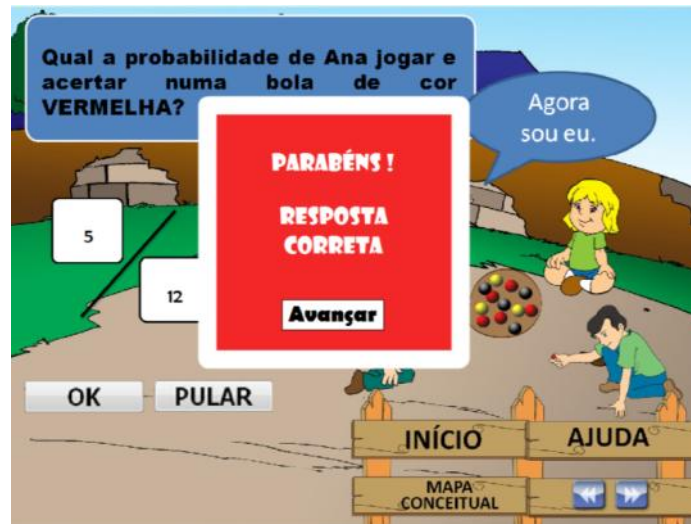 Qual a probabilidade de Ana jogar e
acertar numa bola de cor
VERMELHA?
Agora
sou eu.
PARABÉNS !
RESPOSTA
CORRETA
Avançar
5
12
OK
PULAR
INÍCIO
AJUDA
MAPA
CONCEITUAL